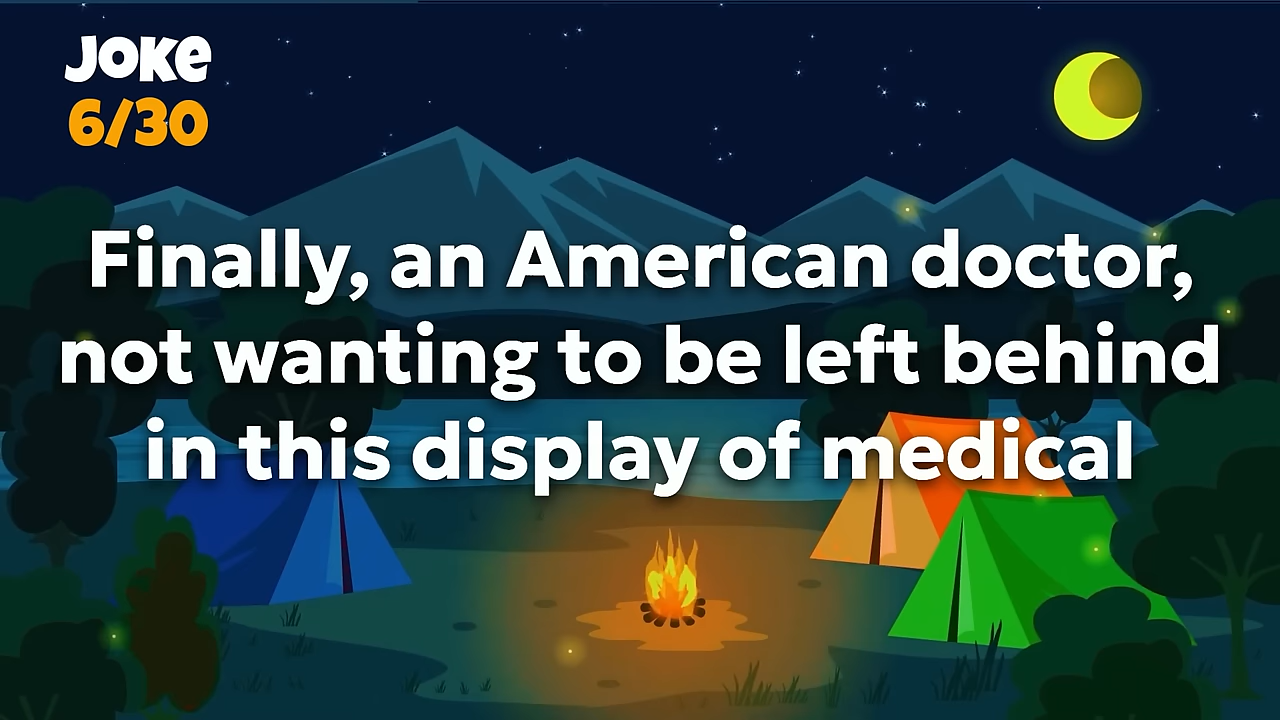 Joke
6/30
Finally, an American doctor,
not wanting to be left behind
in this display of medical